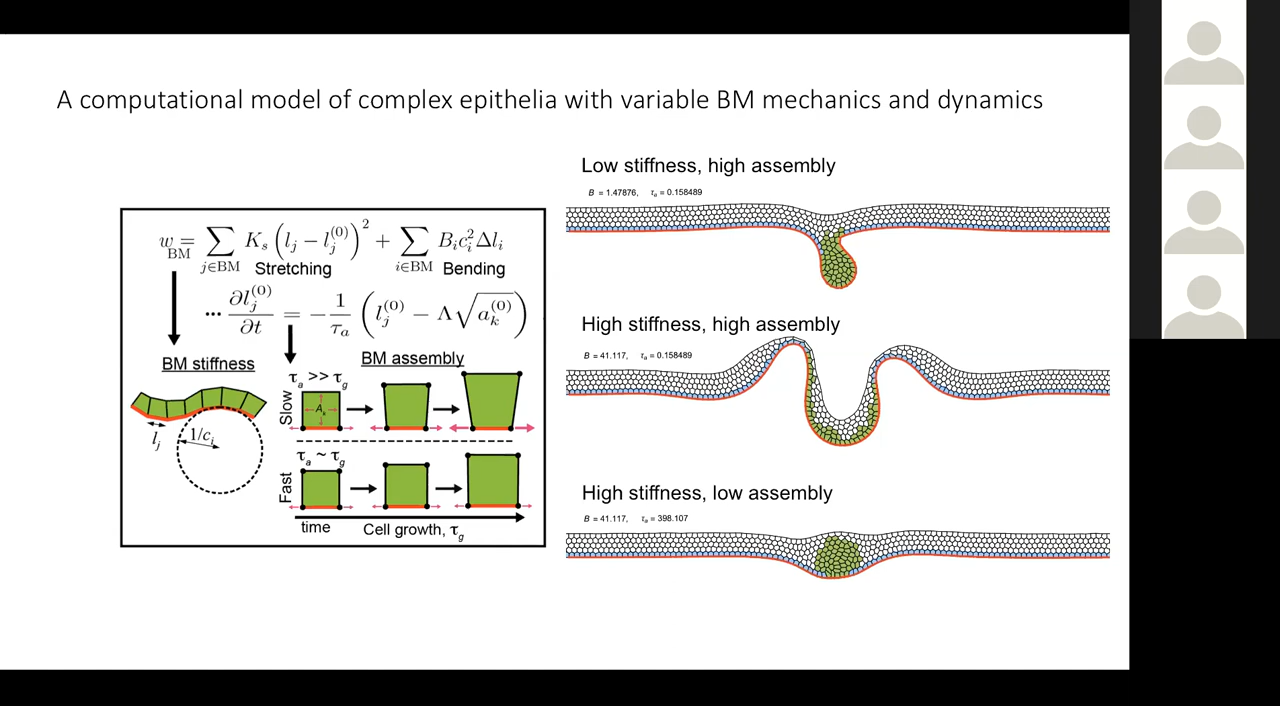 A computational model of complex epithelia with variable BM mechanics and dynamics
w = ∑ K_s (l_j − l_j^(0))^2 + ∑ B_i c_i^2 Δl_i
BM j∈BM Stretching i∈BM Bending
... ∂l_j^(0)/∂t = −1/τ_a (l_j^(0) − Λ√a_k^(0))
BM stiffness
l_j
1/c_i
BM assembly
Slow
τ_a >> τ_g
A_k
Fast
τ_a ~ τ_g
time
Cell growth, τ_g
Low stiffness, high assembly
B = 1.47876, τ_a = 0.158489
High stiffness, high assembly
B = 41.117, τ_a = 0.158489
High stiffness, low assembly
B = 41.117, τ_a = 398.107